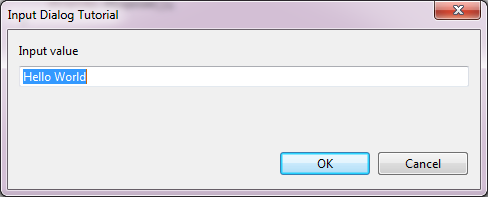 Input Dialog Tutorial
Input value
Hello World
OK
Cancel